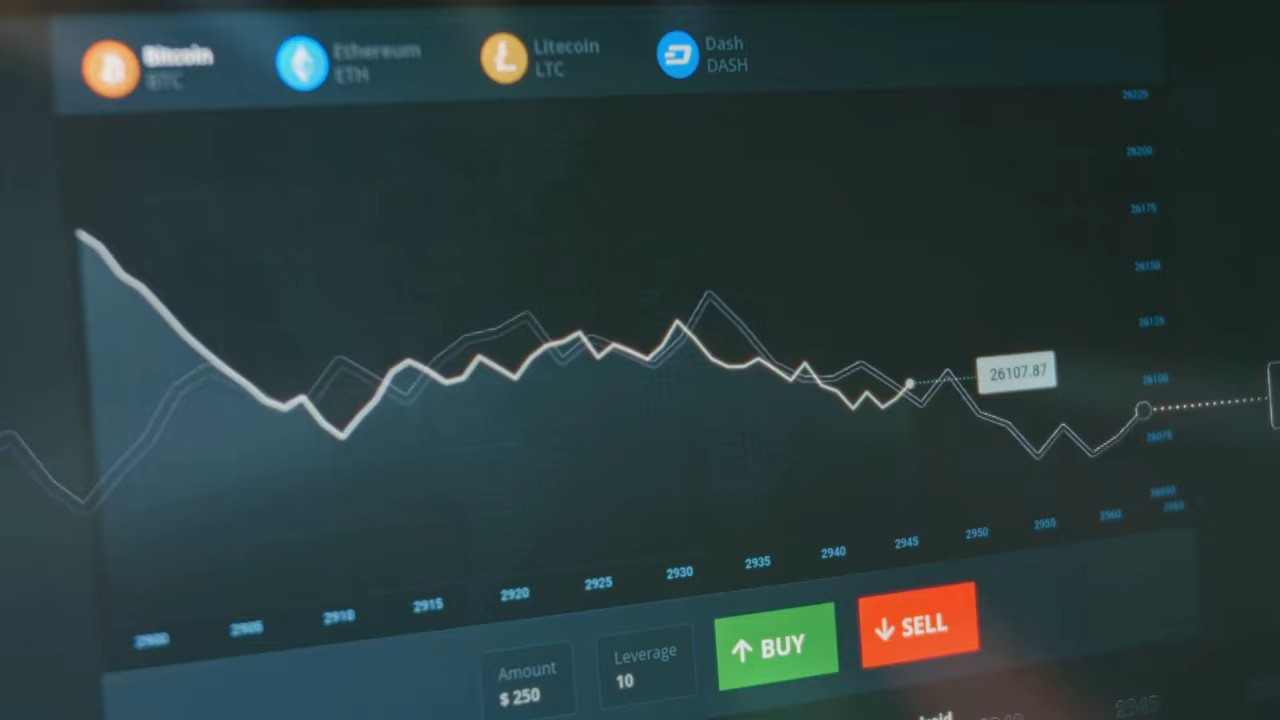 Bitcoin
BTC
Ethereum
ETH
Litecoin
LTC
Dash
DASH
26225
26200
26175
26150
26125
26107.87
26100
26075
26050
2900
2905
2910
2915
2920
2925
2930
2935
2940
2945
2950
2955
2960
2965
Amount
$ 250
Leverage
10
↑ BUY
↓ SELL